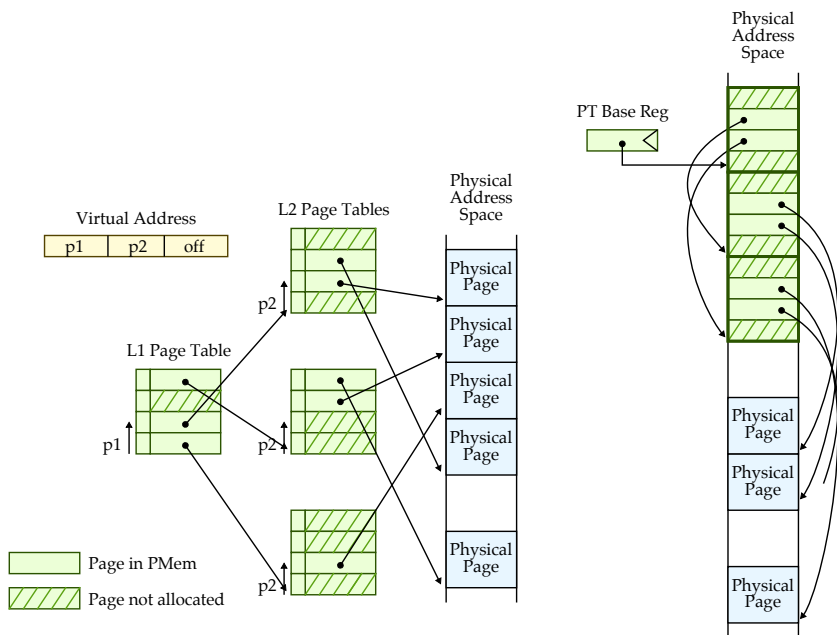 Physical
Address
Space
PT Base Reg
Physical
Address
Space
Virtual Address
p1 p2 off
L2 Page Tables
p2
L1 Page Table
p1
p2
p2
Physical
Page
Physical
Page
Physical
Page
Physical
Page
Physical
Page
Physical
Page
Physical
Page
Physical
Page
Page in PMem
Page not allocated